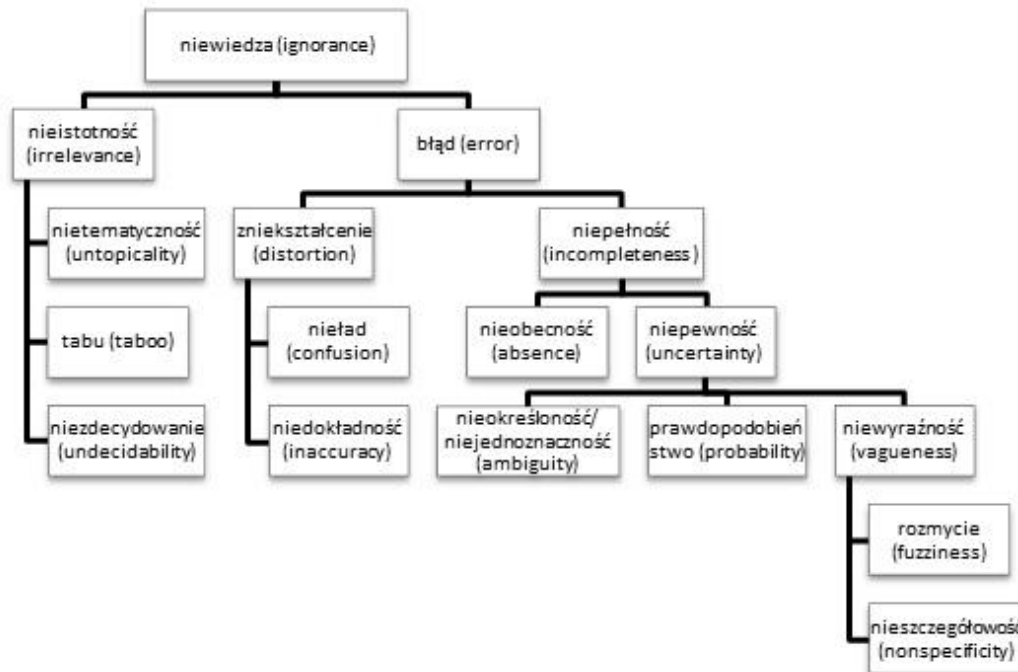 niewiedza (ignorance)
nieistotność
(irrelevance)
błąd (error)
nietematyczność
(untopicality)
zniekształcenie
(distortion)
niepełność
(incompleteness)
tabu (taboo)
nieład
(confusion)
nieobecność
(absence)
niepewność
(uncertainty)
niezdecydowanie
(undecidability)
niedokładność
(inaccuracy)
nieokreśloność/
niejednoznaczność
(ambiguity)
prawdopodobień
stwo (probability)
niewyraźność
(vagueness)
rozmycie
(fuzziness)
nieszczegółowość
(nonspecificity)